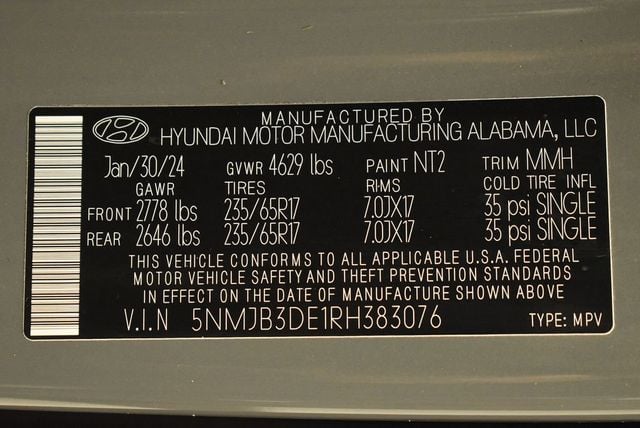 MANUFACTURED BY
HYUNDAI MOTOR MANUFACTURING ALABAMA, LLC
Jan/30/24 GVWR 4629 lbs PAINT NT2 TRIM MMH
GAWR TIRES RIMS COLD TIRE INFL
FRONT 2778 lbs 235/65R17 7.0JX17 35 psi SINGLE
REAR 2646 lbs 235/65R17 7.0JX17 35 psi SINGLE
THIS VEHICLE CONFORMS TO ALL APPLICABLE U.S.A. FEDERAL
MOTOR VEHICLE SAFETY AND THEFT PREVENTION STANDARDS
IN EFFECT ON THE DATE OF MANUFACTURE SHOWN ABOVE
V.I.N 5NMJB3DE1RH383076 TYPE: MPV